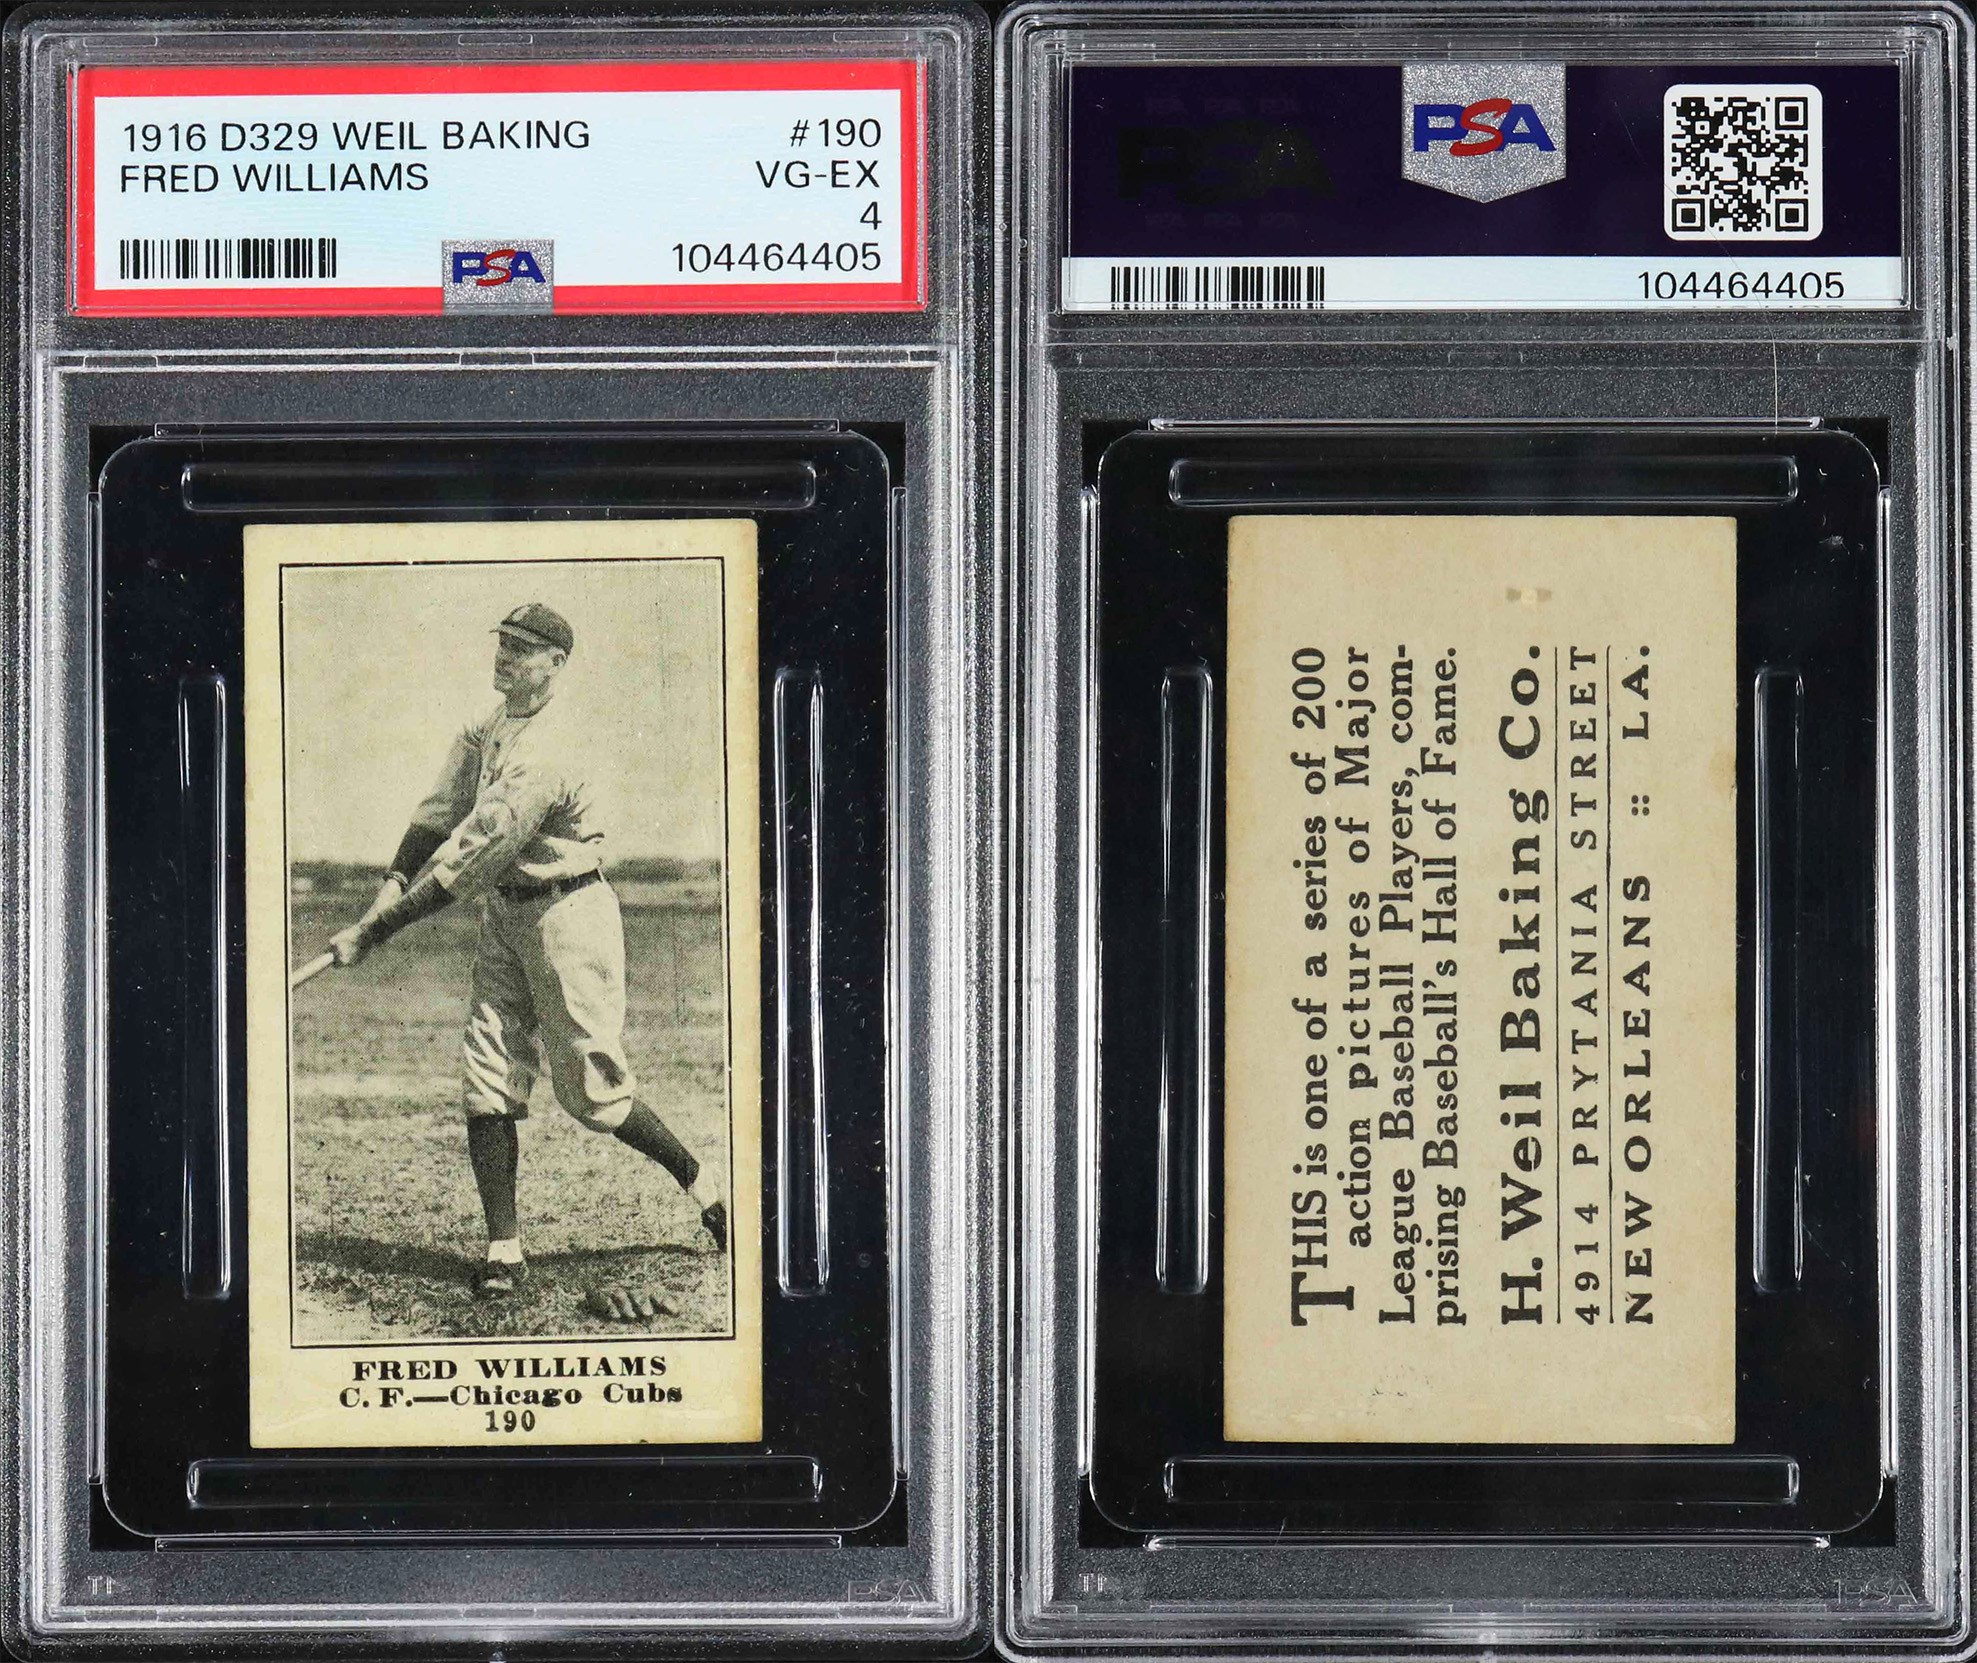 1916 D329 WEIL BAKING #190
FRED WILLIAMS VG-EX
4
PSA 104464405
FRED WILLIAMS
C. F.—Chicago Cubs
190
PSA
PSA
104464405
THIS is one of a series of 200
action pictures of Major
League Baseball Players, com-
prising Baseball's Hall of Fame.
H. Weil Baking Co.
4914 PRYTANIA STREET
NEW ORLEANS :: LA.
PSA